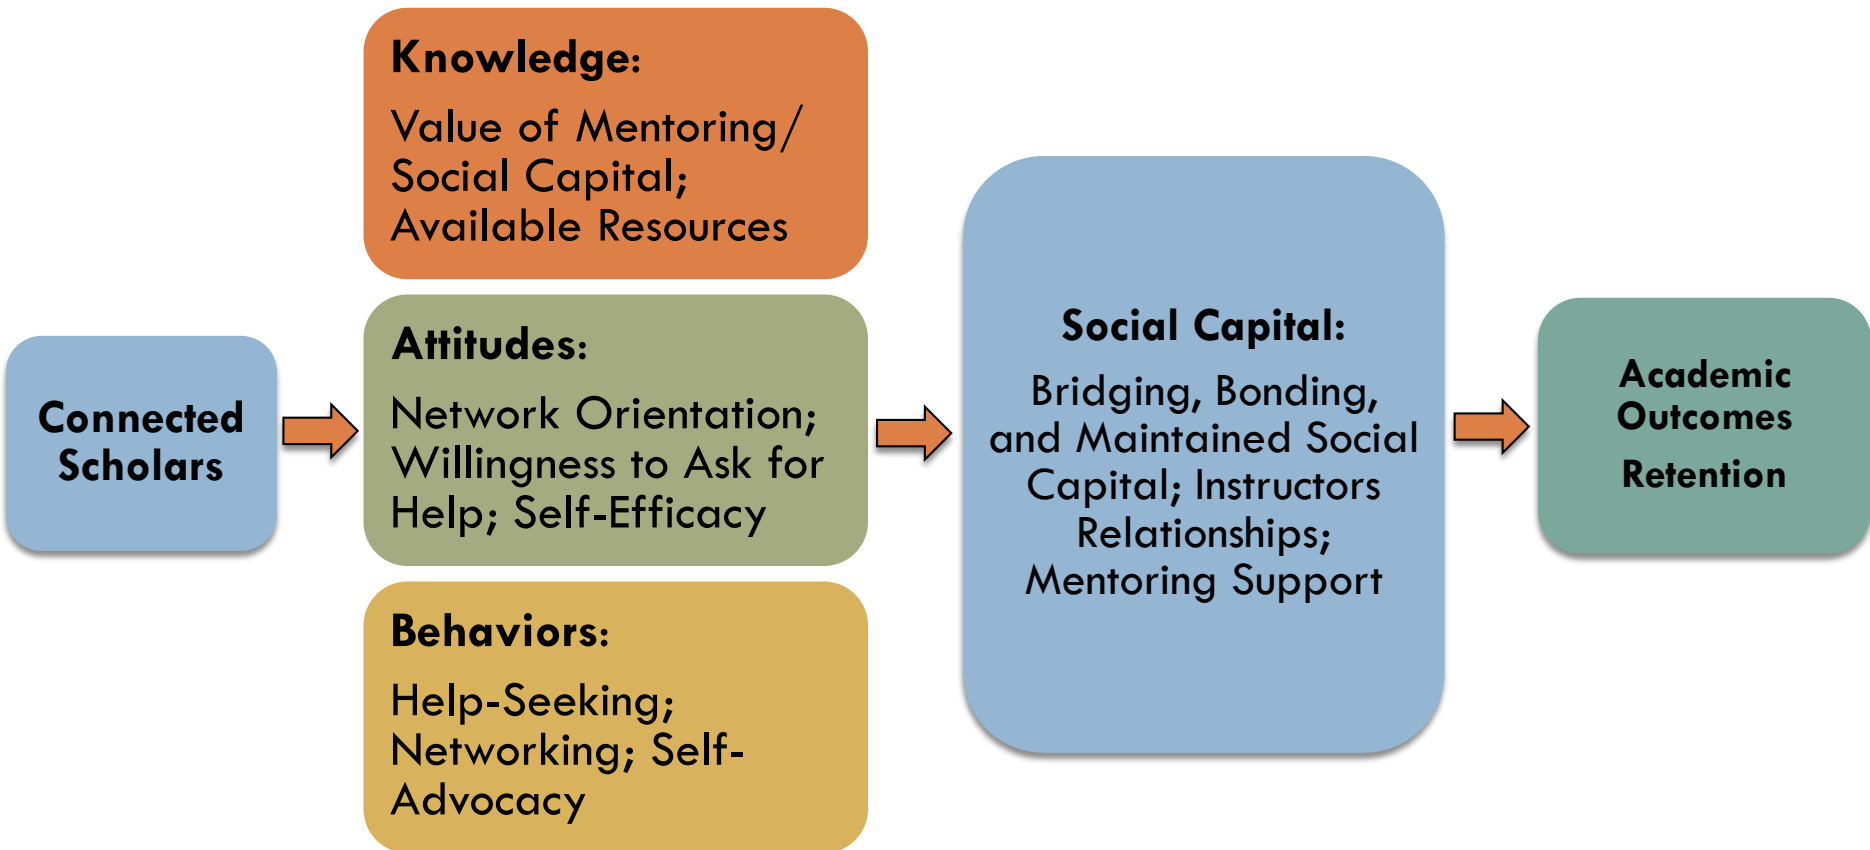 Connected
Scholars
Knowledge:
Value of Mentoring/
Social Capital;
Available Resources
Attitudes:
Network Orientation;
Willingness to Ask for
Help; Self-Efficacy
Behaviors:
Help-Seeking;
Networking; Self-
Advocacy
Social Capital:
Bridging, Bonding,
and Maintained Social
Capital; Instructors
Relationships;
Mentoring Support
Academic
Outcomes
Retention